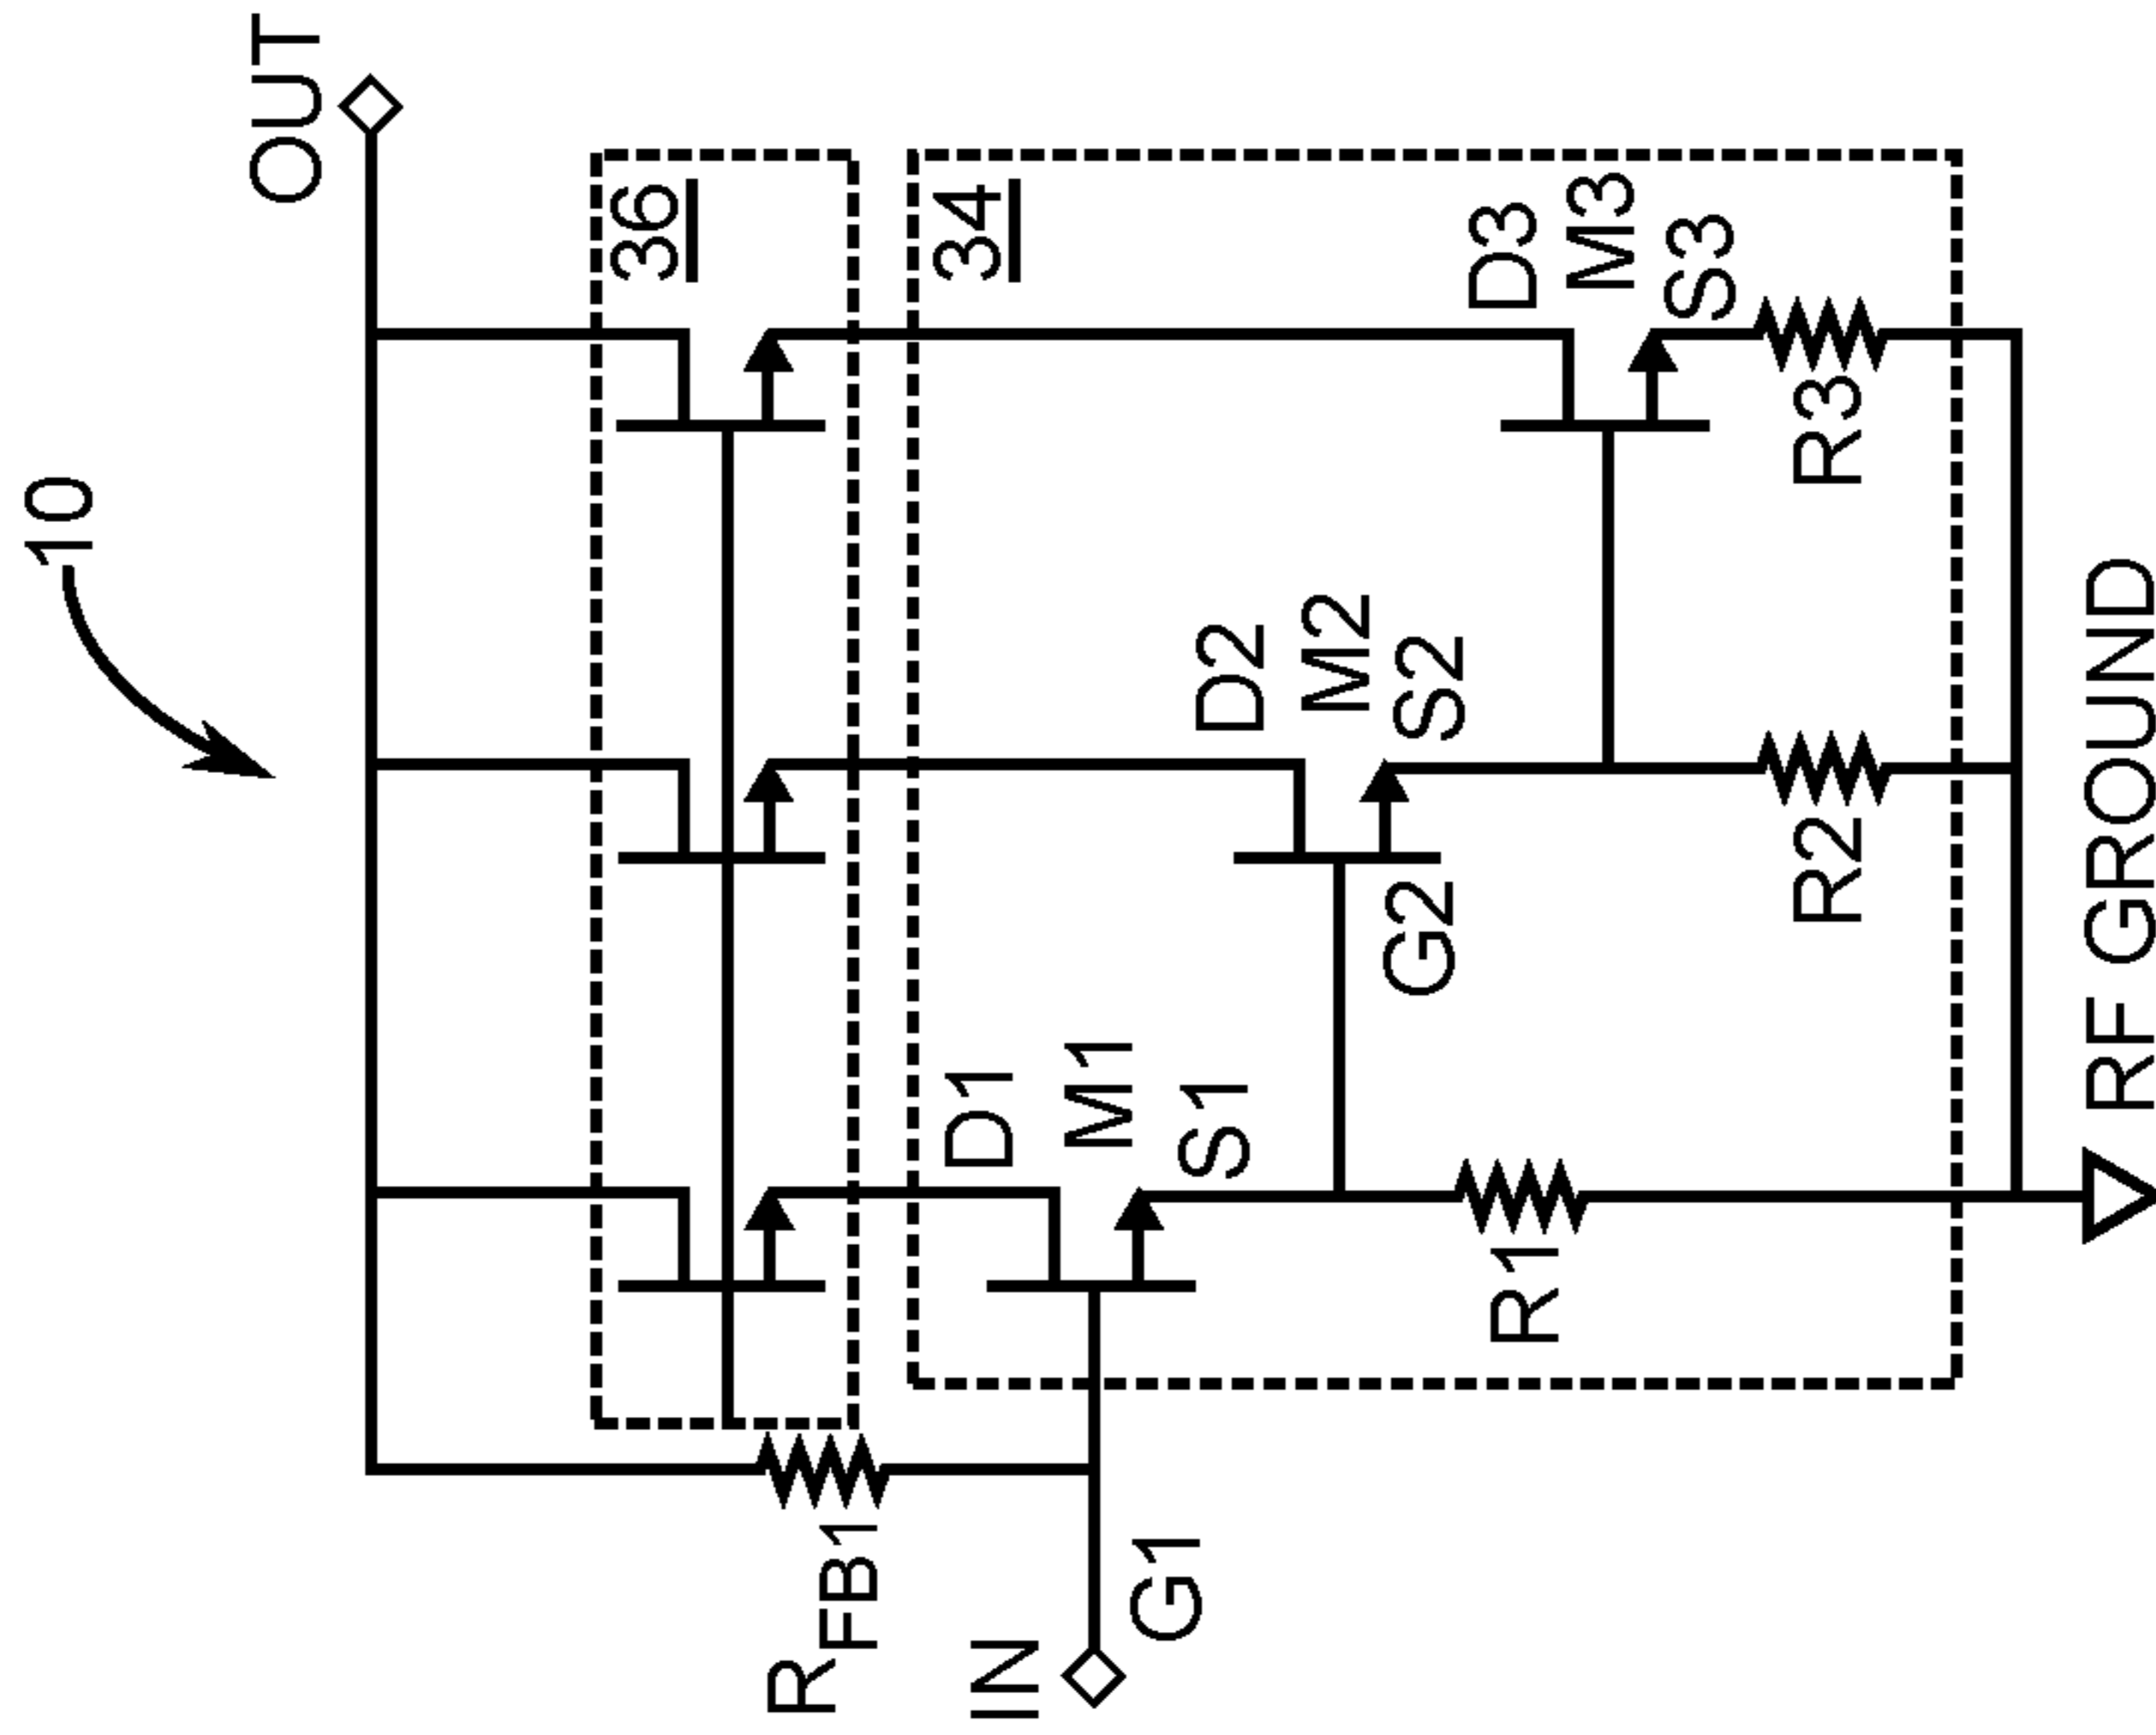 10
OUT
36
34
RFB1
IN
G1
D1
M1
S1
R1
D2
M2
S2
G2
R2
D3
M3
S3
R3
RF GROUND